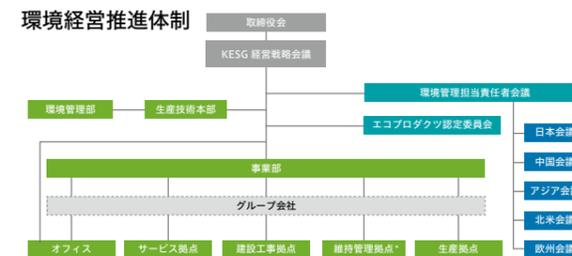 環境経営推進体制
取締役会
KESG 経営戦略会議
環境管理担当責任者会議
環境管理部
生産技術本部
エコプロダクツ認定委員会
日本会議
中国会議
アジア会
北米会議
欧州会議
事業部
グループ会社
オフィス
サービス拠点
建設工事拠点
維持管理拠点*
生産拠点